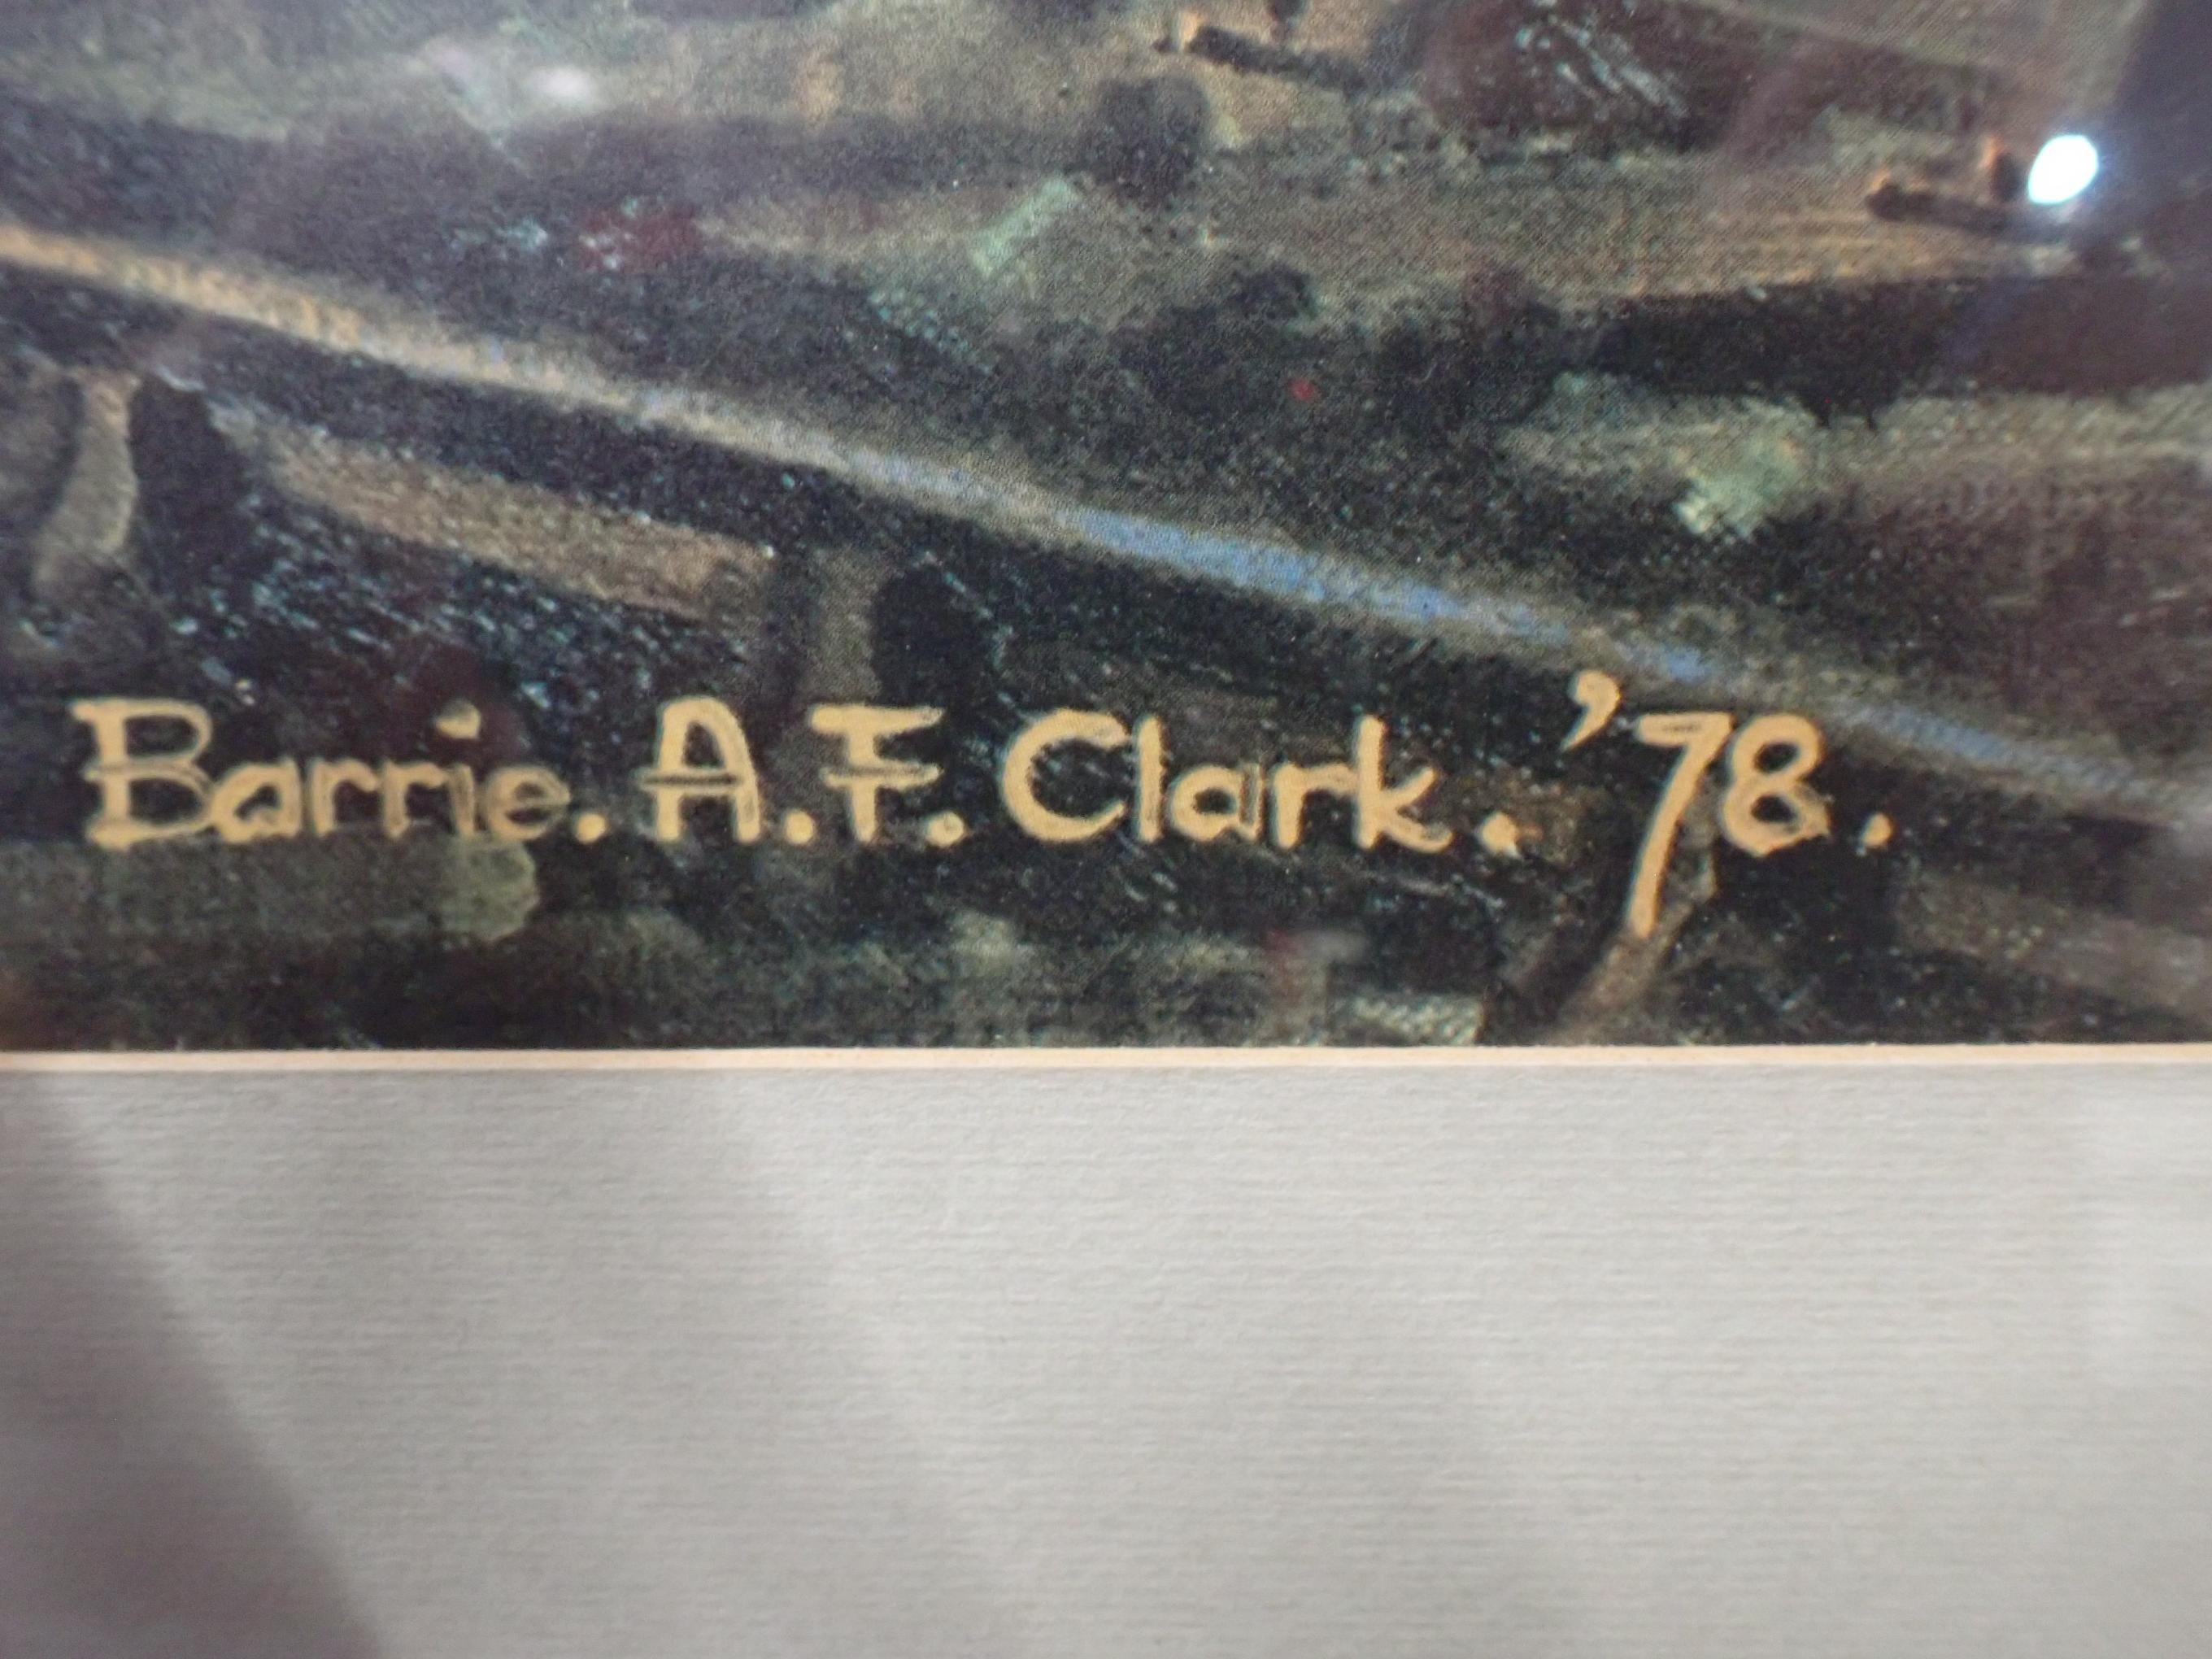 Barrie. A.F. Clark. '78.